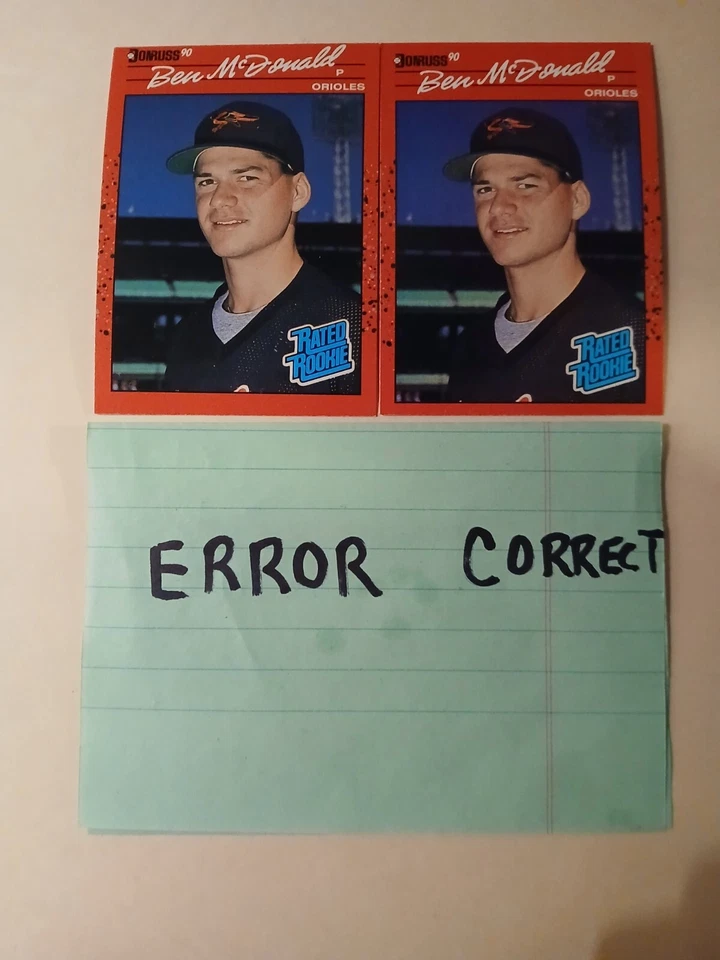 DONRUSS 90
Ben McDonald
P
ORIOLES
RATED
ROOKIE
DONRUSS 90
Ben McDonald
P
ORIOLES
RATED
ROOKIE
ERROR CORRECT